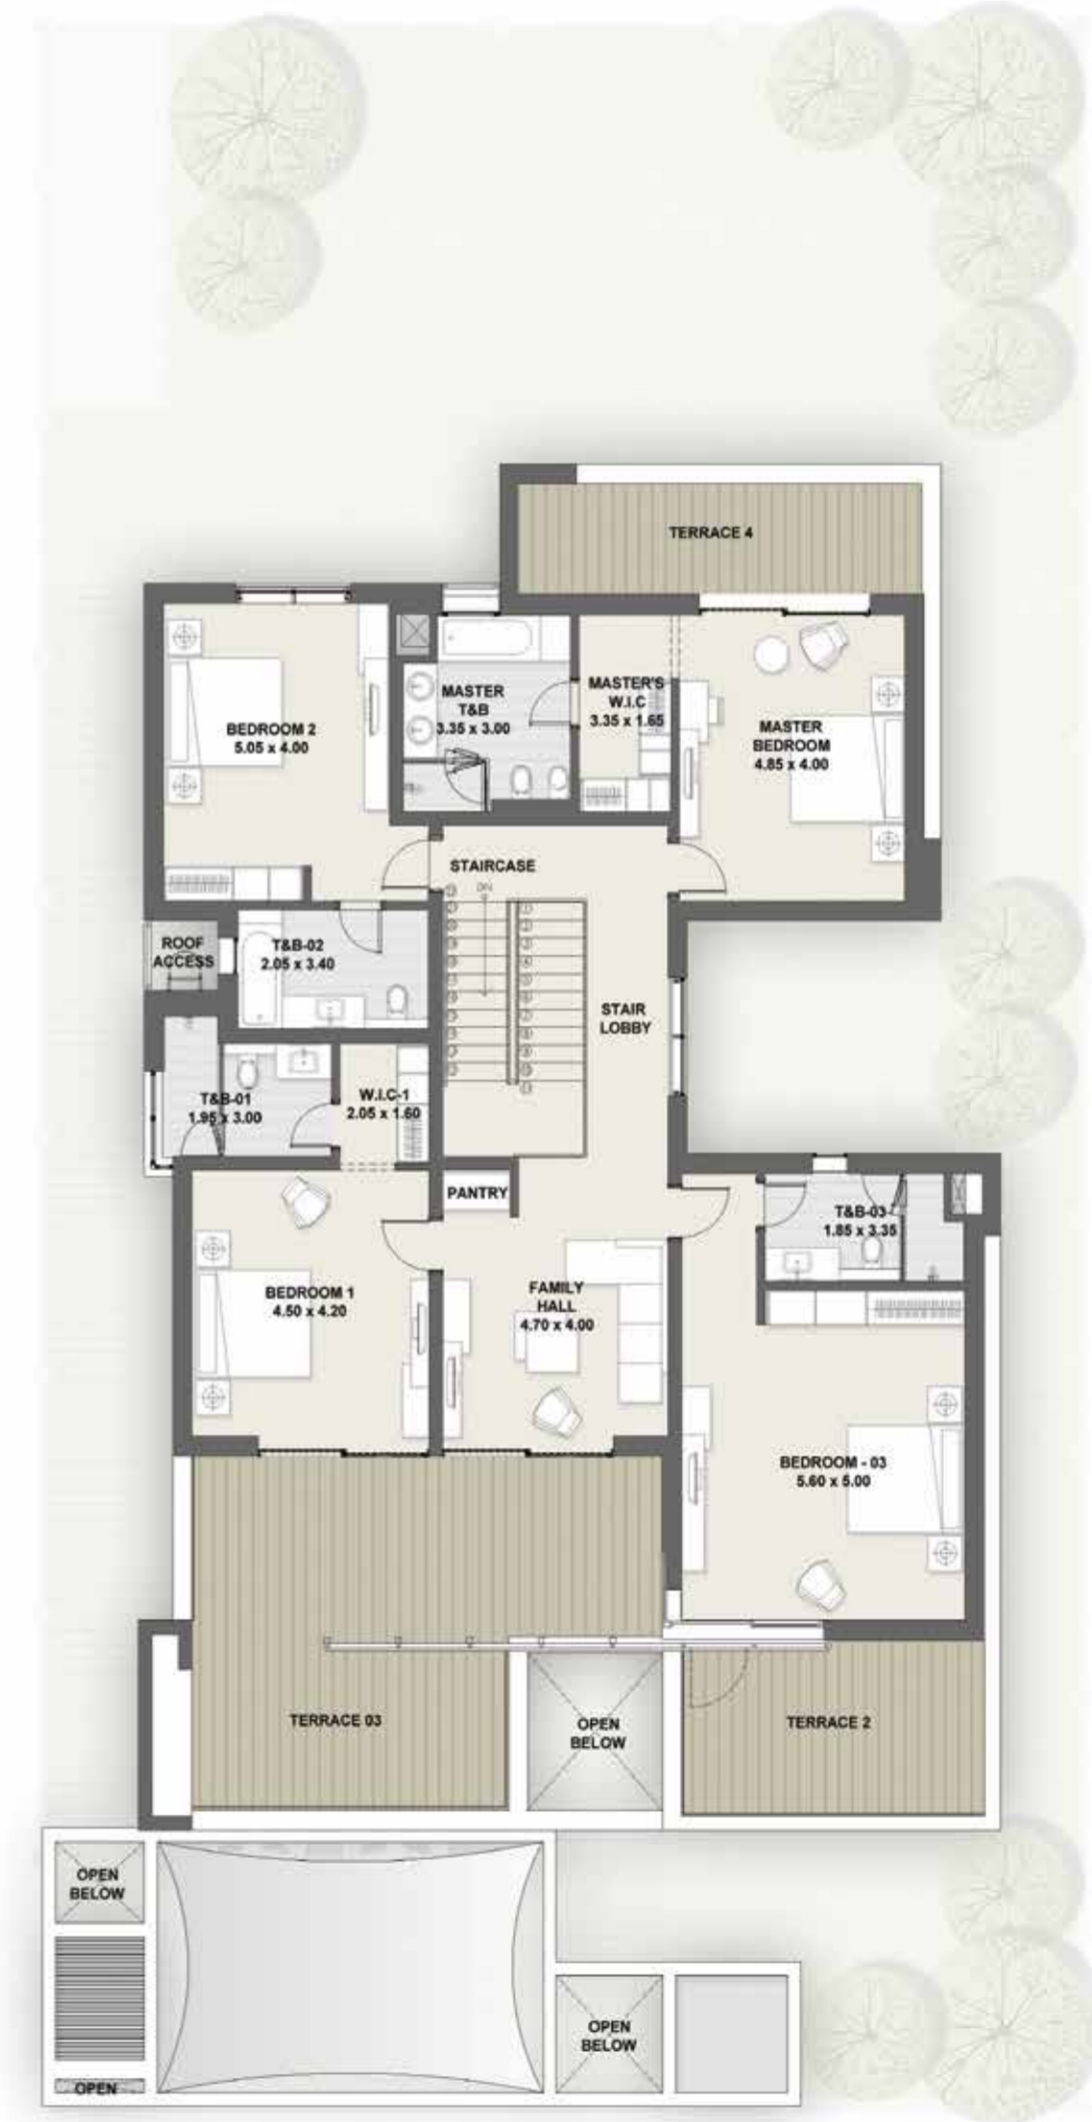 TERRACE 4
BEDROOM 2
5.05 x 4.00
MASTER
T&B
3.35 x 3.00
MASTER'S
W.I.C
3.35 x 1.65
MASTER
BEDROOM
4.85 x 4.00
STAIRCASE
DN
ROOF
ACCESS
T&B-02
2.05 x 3.40
STAIR
LOBBY
T&B-01
1.95 x 3.00
W.I.C-1
2.05 x 1.60
PANTRY
T&B-03
1.85 x 3.35
BEDROOM 1
4.50 x 4.20
FAMILY
HALL
4.70 x 4.00
BEDROOM - 03
5.60 x 5.00
TERRACE 03
OPEN
BELOW
TERRACE 2
OPEN
BELOW
OPEN
BELOW
OPEN